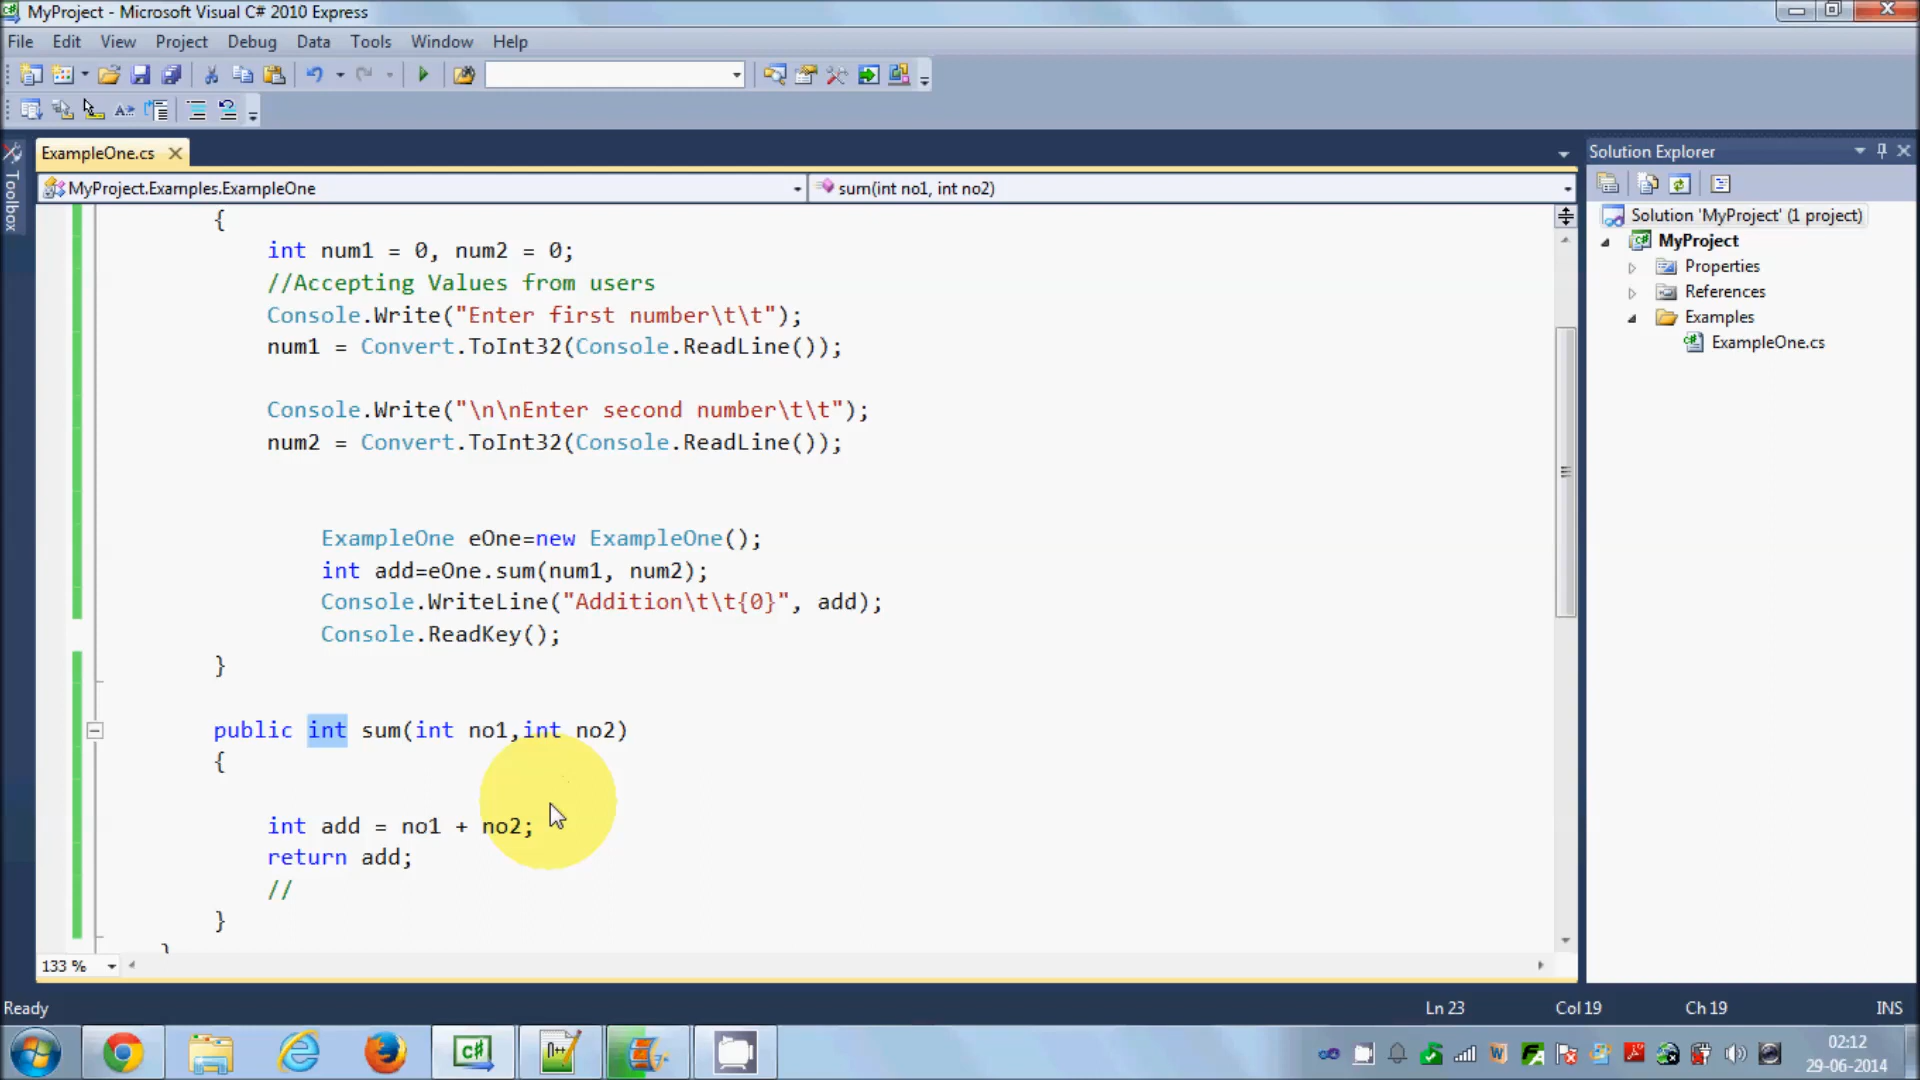 MyProject - Microsoft Visual C# 2010 Express
File Edit View Project Debug Data Tools Window Help
ExampleOne.cs
Solution Explorer
Toolbox
MyProject.Examples.ExampleOne
sum(int no1, int no2)
{
int num1 = 0, num2 = 0;
//Accepting Values from users
Console.Write("Enter first number\t\t");
num1 = Convert.ToInt32(Console.ReadLine());
Console.Write("\n\nEnter second number\t\t");
num2 = Convert.ToInt32(Console.ReadLine());
ExampleOne eOne=new ExampleOne();
int add=eOne.sum(num1, num2);
Console.WriteLine("Addition\t\t{0}", add);
Console.ReadKey();
}
public int sum(int no1,int no2)
{
int add = no1 + no2;
return add;
//
}
133 %
Solution 'MyProject' (1 project)
MyProject
Properties
References
Examples
ExampleOne.cs
Ready
Ln 23
Col 19
Ch 19
INS
02:12
29-06-2014